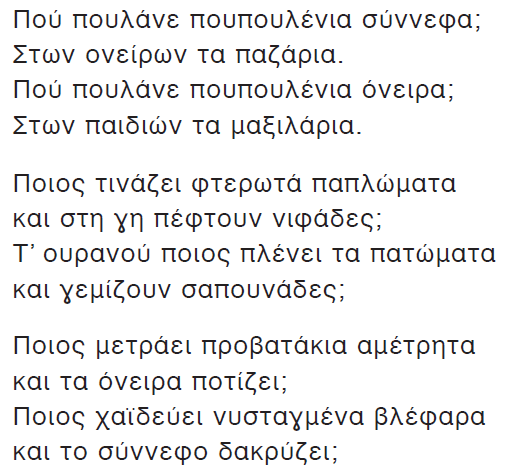 Πού πουλάνε πουπουλένια σύννεφα;
Στων ονείρων τα παζάρια.
Πού πουλάνε πουπουλένια όνειρα;
Στων παιδιών τα μαξιλάρια.
Ποιος τινάζει φτερωτά παπλώματα
και στη γη πέφτουν νιφάδες;
Τ’ ουρανού ποιος πλένει τα πατώματα
και γεμίζουν σαπουνάδες;
Ποιος μετράει προβατάκια αμέτρητα
και τα όνειρα ποτίζει;
Ποιος χαϊδεύει νυσταγμένα βλέφαρα
και το σύννεφο δακρύζει;